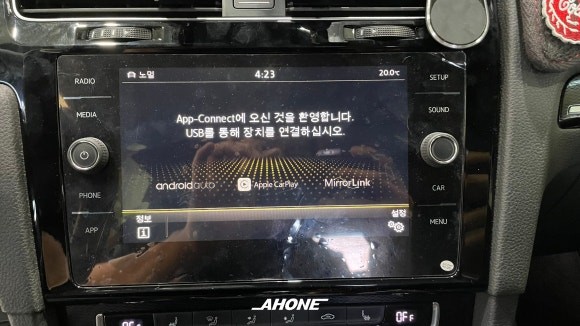 노일
4:23
20.0°C
RADIO
MEDIA
PHONE
APP
App-Connect에 오신 것을 환영합니다.
USB를 통해 장치를 연결하십시오.
androidauto
Apple CarPlay
MirrorLink
정보
설정
SETUP
SOUND
CAR
MENU
AHONE
OFF